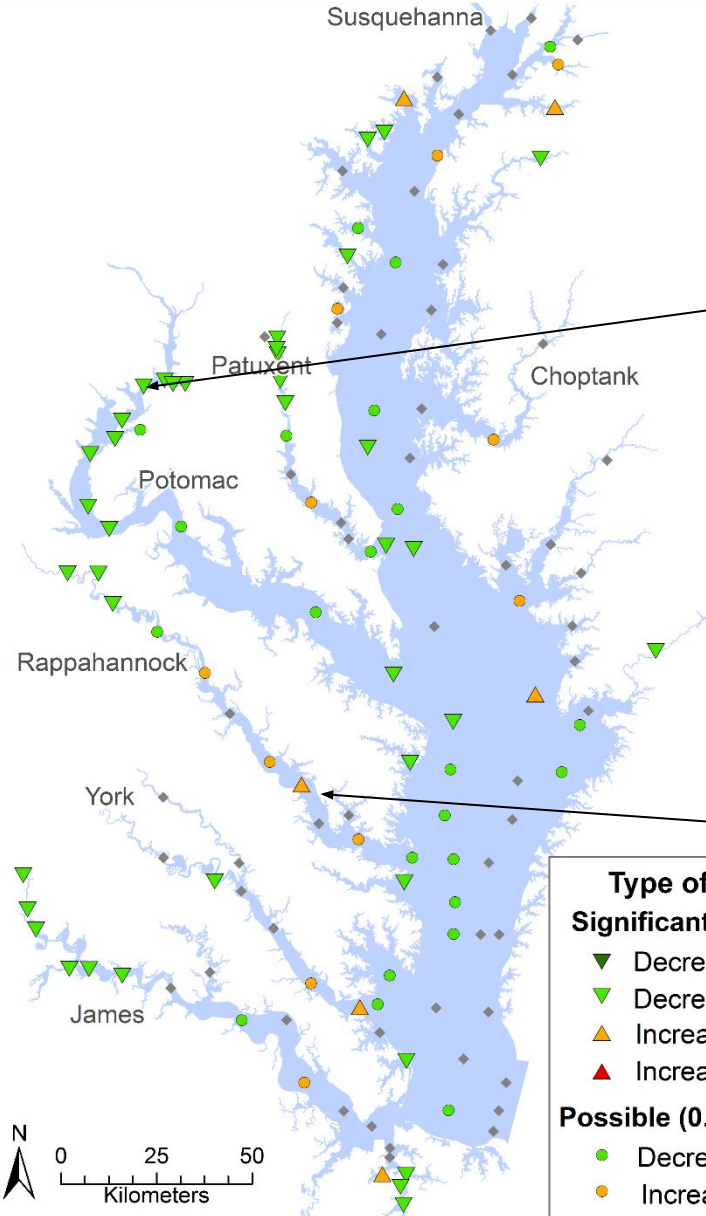 Susquehanna
Patuxent
Choptank
Potomac
Rappahannock
York
James
N
0 25 50
Kilometers
Type of
Significant
Decre
Decre
Increa
Increa
Possible (0.
Decre
Increa